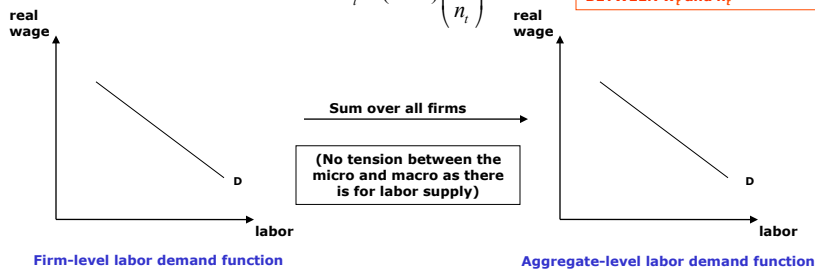 real
wage
n_t
real
wage
Sum over all firms
(No tension between the
micro and macro as there
is for labor supply)
D
D
labor
labor
Firm-level labor demand function
Aggregate-level labor demand function